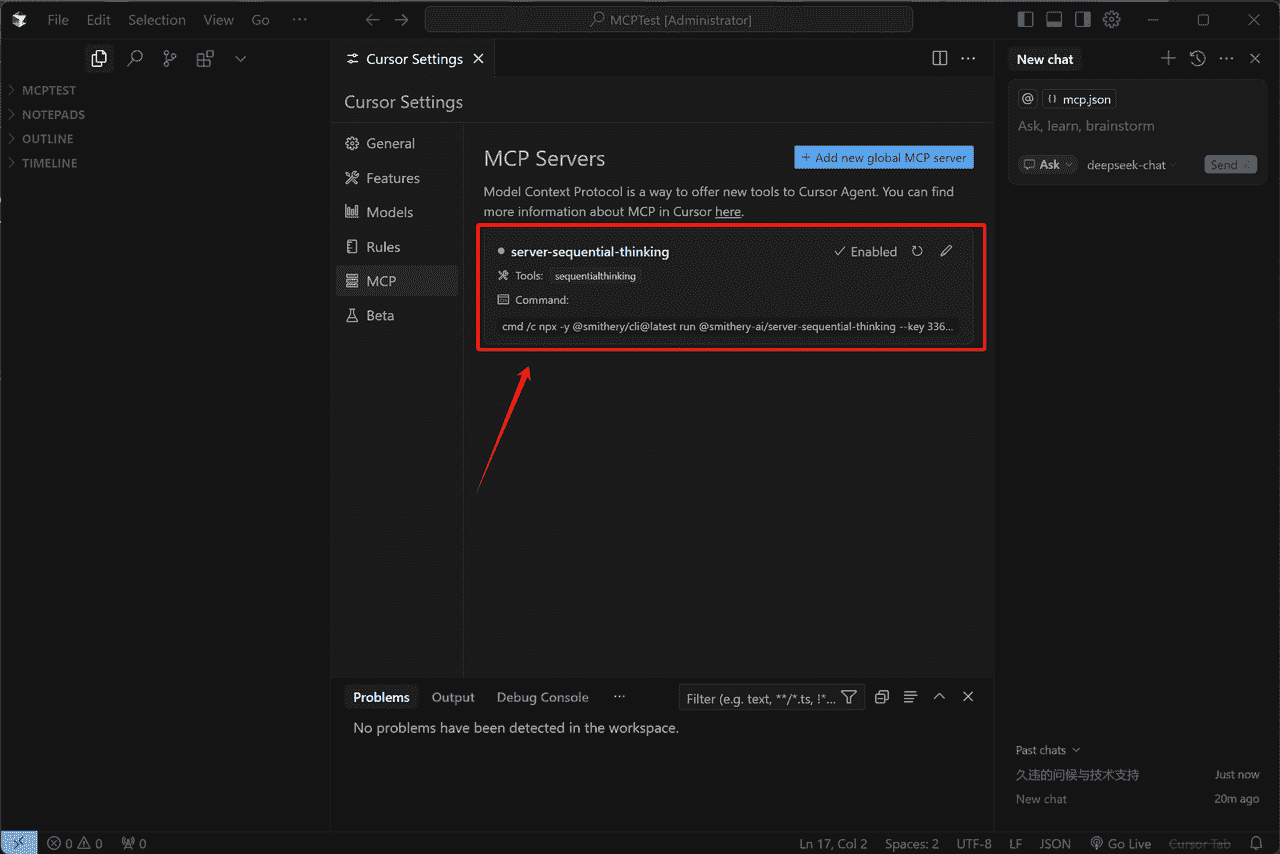 File Edit Selection View Go ···
MCPTest [Administrator]
MCPTEST
NOTEPADS
OUTLINE
TIMELINE
Cursor Settings
Cursor Settings
General
Features
Models
Rules
MCP
Beta
MCP Servers
+ Add new global MCP server
Model Context Protocol is a way to offer new tools to Cursor Agent. You can find
more information about MCP in Cursor here.
server-sequential-thinking
Enabled
Tools: sequentialthinking
Command:
cmd /c npx -y @smithery/cli@latest run @smithery-ai/server-sequential-thinking --key 336...
Problems Output Debug Console ···
Filter (e.g. text, **/*.ts, !*...
No problems have been detected in the workspace.
New chat
@ {} mcp.json
Ask, learn, brainstorm
Ask deepseek-chat Send
Past chats
久违的问候与技术支持 Just now
New chat 20m ago
0 0 0
Ln 17, Col 2 Spaces: 2 UTF-8 LF JSON Go Live Cursor Tab